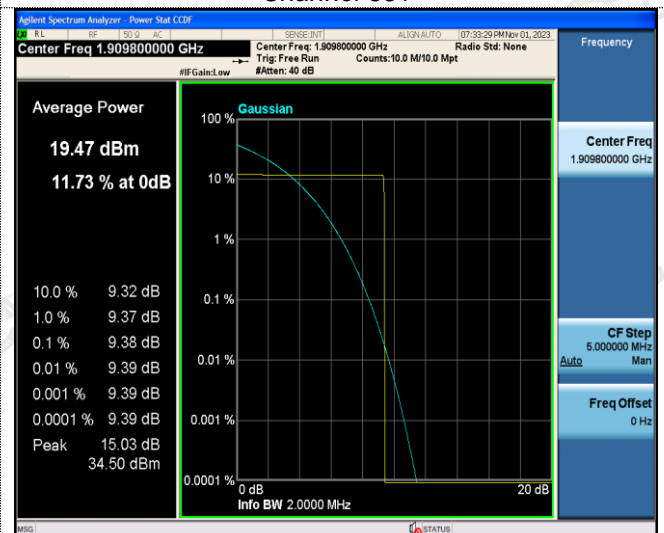 Agilent Spectrum Analyzer - Power Stat CCDF
LXI RL RF 50 Ω AC SENSE:INT ALIGN AUTO 07:33:29 PM Nov 01, 2023
Center Freq 1.909800000 GHz
Center Freq: 1.909800000 GHz Radio Std: None
Trig: Free Run Counts:10.0 M/10.0 Mpt
#IFGain:Low #Atten: 40 dB
Frequency
Average Power
19.47 dBm
11.73 % at 0dB
10.0 % 9.32 dB
1.0 % 9.37 dB
0.1 % 9.38 dB
0.01 % 9.39 dB
0.001 % 9.39 dB
0.0001 % 9.39 dB
Peak 15.03 dB
34.50 dBm
Gaussian
100 %
10 %
1 %
0.1 %
0.01 %
0.001 %
0.0001 %
0 dB 20 dB
Info BW 2.0000 MHz
Center Freq
1.909800000 GHz
CF Step
5.000000 MHz
Auto Man
Freq Offset
0 Hz
MSG STATUS